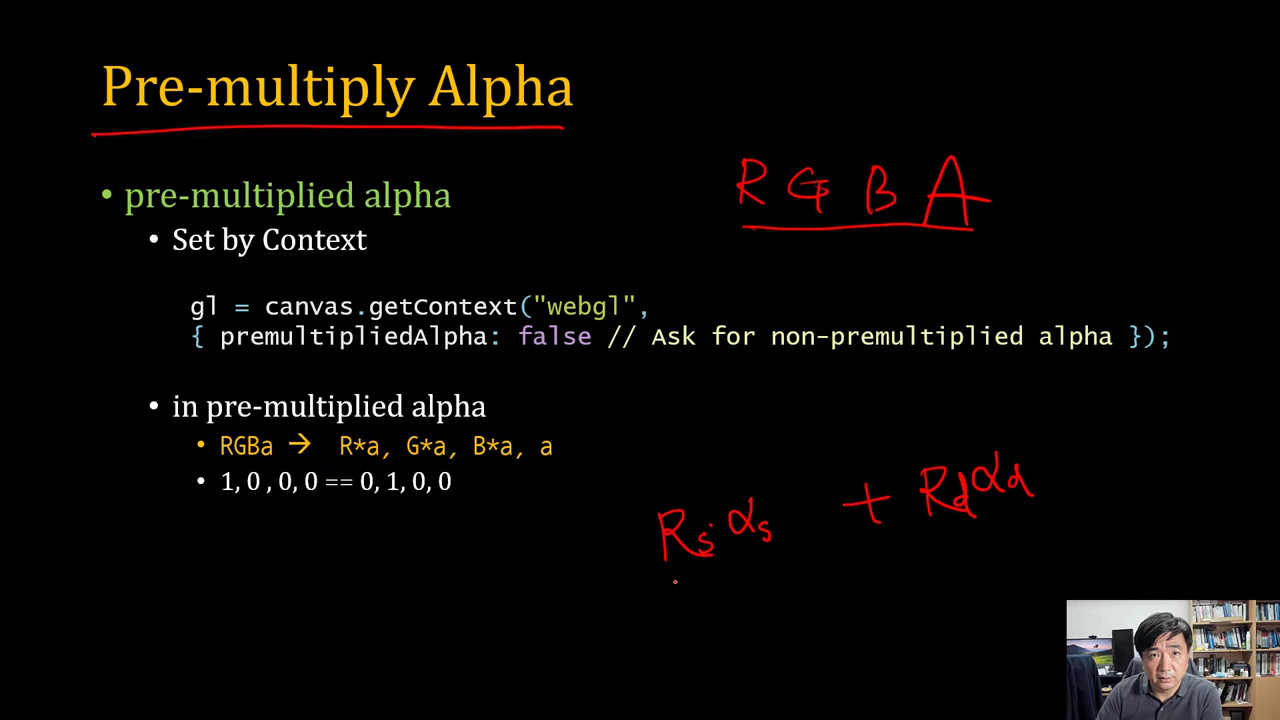 Pre-multiply Alpha
R G B A
• pre-multiplied alpha
• Set by Context
gl = canvas.getContext("webgl",
{ premultipliedAlpha: false // Ask for non-premultiplied alpha });
• in pre-multiplied alpha
• RGBa → R*a, G*a, B*a, a
• 1, 0 , 0, 0 == 0, 1, 0, 0
Rs·αs + Rdαd